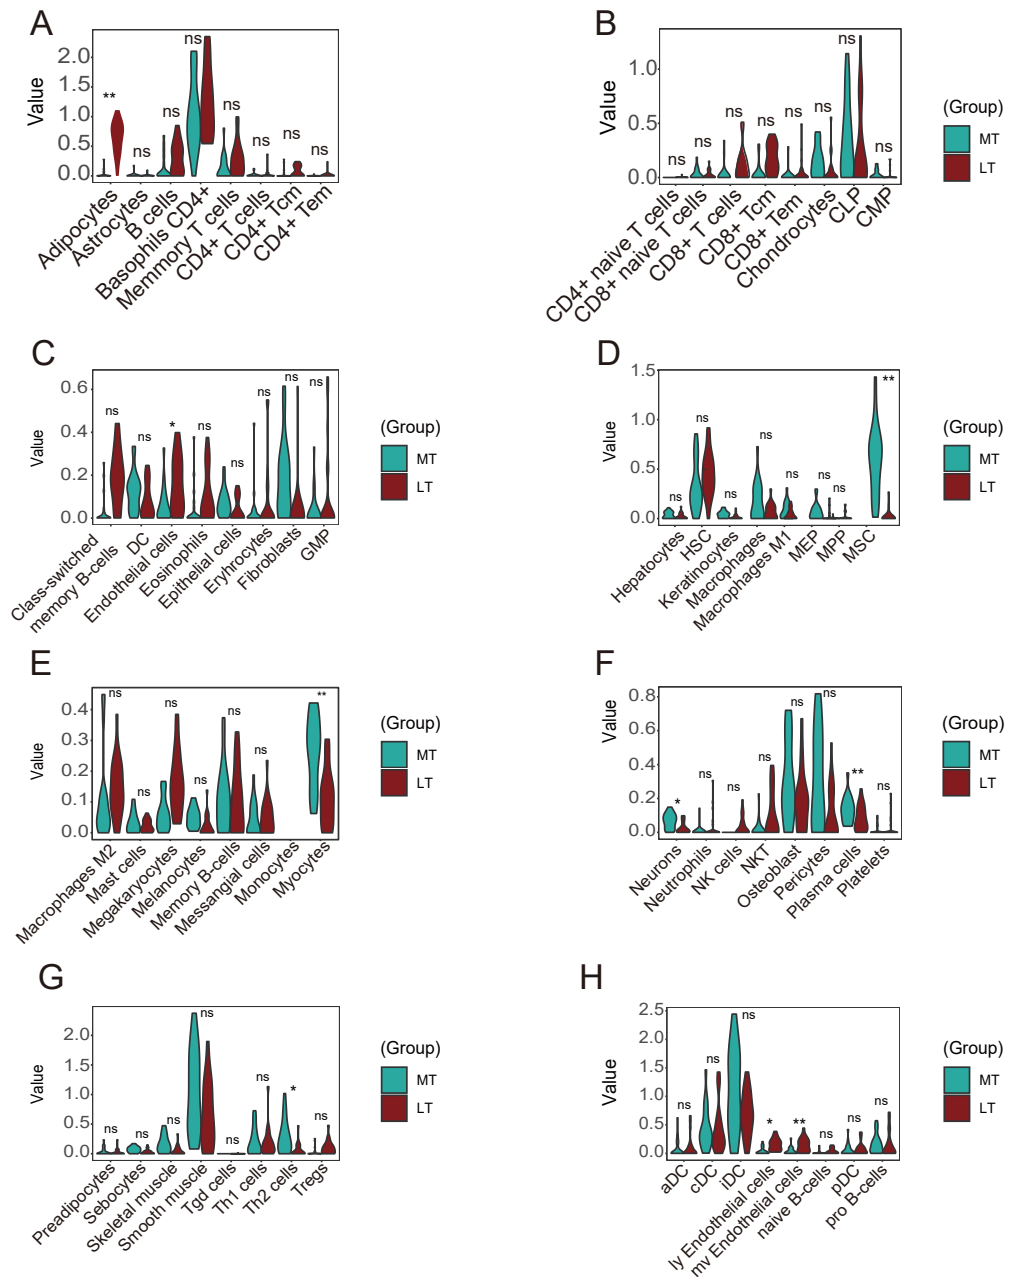 A
Value
2.0
1.5
1.0
0.5
0.0
** ns ns ns ns ns ns ns
Adipocytes
Astrocytes
B cells
Basophils CD4+
Memmory T cells
CD4+ T cells
CD4+ Tcm
CD4+ Tem
B
Value
1.0
0.5
0.0
ns ns ns ns ns ns ns ns
CD4+ naive T cells
CD8+ naive T cells
CD8+ T cells
CD8+ Tcm
CD8+ Tem
Chondrocytes
CLP
CMP
(Group)
MT
LT
C
Value
0.6
0.4
0.2
0.0
ns ns * ns ns ns ns ns
Class-switched
memory B-cells
DC
Endothelial cells
Eosinophils
Epithelial cells
Eryhrocytes
Fibroblasts
GMP
(Group)
MT
LT
D
Value
1.5
1.0
0.5
0.0
ns ns ns ns ns ns ns **
Hepatocytes
HSC
Keratinocytes
Macrophages
Macrophages M1
MEP
MPP
MSC
(Group)
MT
LT
E
Value
0.4
0.3
0.2
0.1
0.0
ns ns ns ns ns ns **
Macrophages M2
Mast cells
Megakaryocytes
Melanocytes
Memory B-cells
Messangial cells
Monocytes
Myocytes
(Group)
MT
LT
F
Value
0.8
0.6
0.4
0.2
0.0
* ns ns ns ns ns ** ns
Neurons
Neutrophils
NK cells
NKT
Osteoblast
Pericytes
Plasma cells
Platelets
(Group)
MT
LT
G
Value
2.0
1.5
1.0
0.5
0.0
ns ns ns ns ns ns * ns
Preadipocytes
Sebocytes
Skeletal muscle
Smooth muscle
Tgd cells
Th1 cells
Th2 cells
Tregs
(Group)
MT
LT
H
Value
2.5
2.0
1.5
1.0
0.5
0.0
ns ns ns * ** ns ns ns
aDC
cDC
iDC
ly Endothelial cells
mv Endothelial cells
naive B-cells
pDC
pro B-cells
(Group)
MT
LT